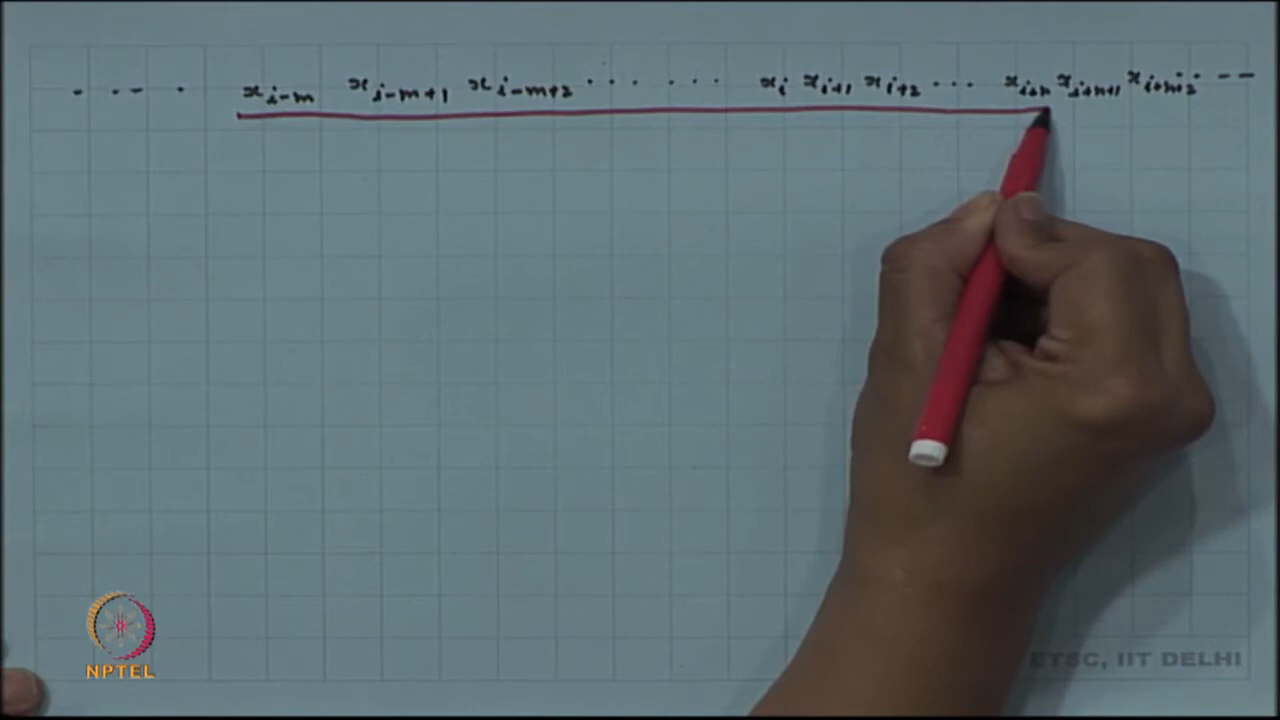 . .-- . x_{i-m} x_{i-m+1} x_{i-m+2} ... ... x_i x_{i+1} x_{i+2} ... x_{i+n} x_{i+n+1} x_{i+n+2} . --
NPTEL
ETSC, IIT DELHI